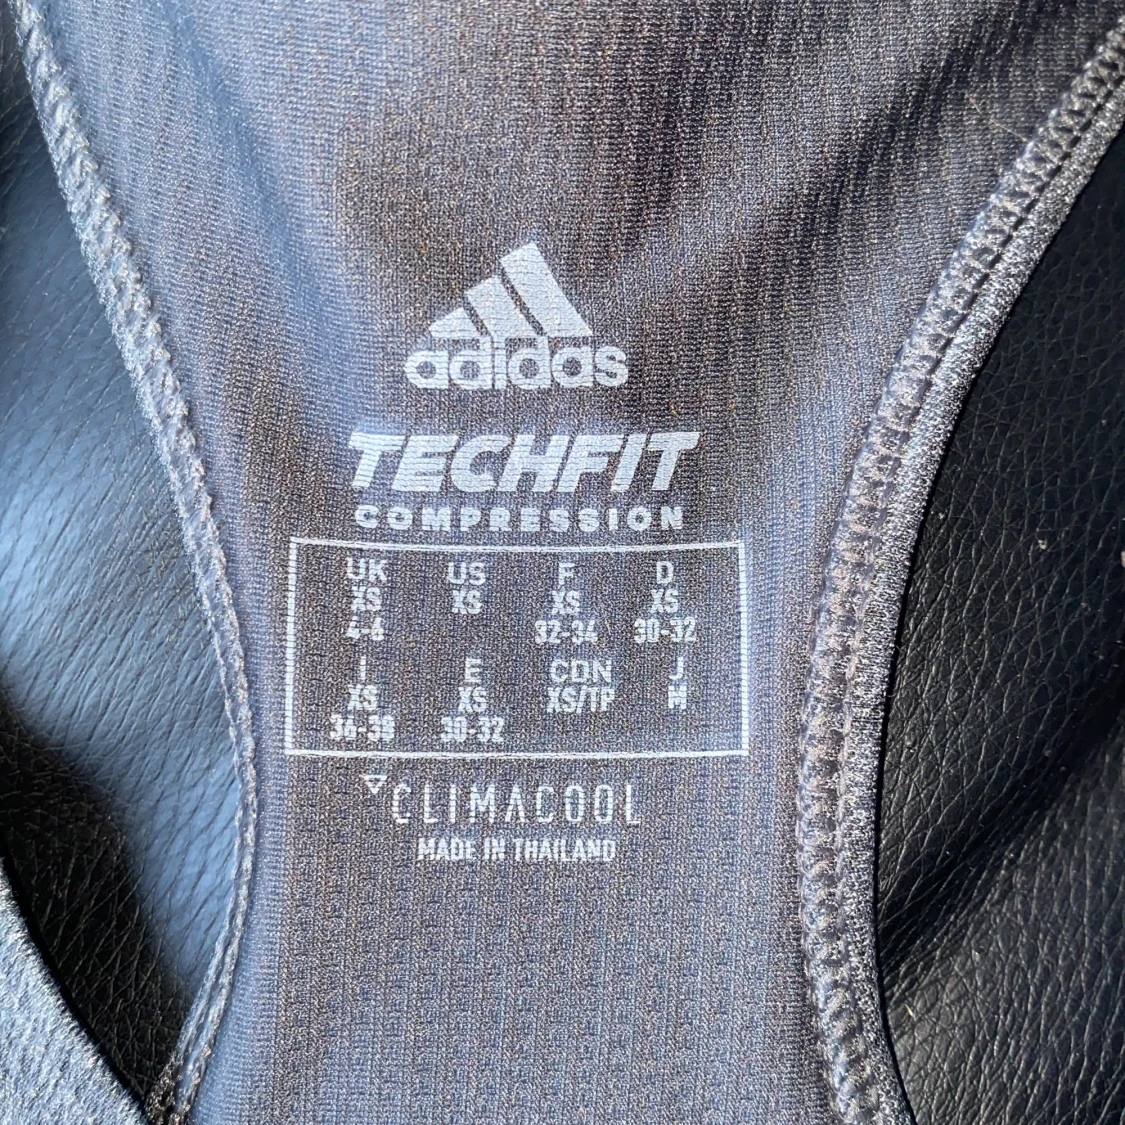 adidas
TECHFIT
COMPRESSION
UK US F D
XS XS XS XS
4-6 32-34 30-32
I E CDN J
XS XS XS/TP M
36-38 30-32
CLIMACOOL
MADE IN THAILAND